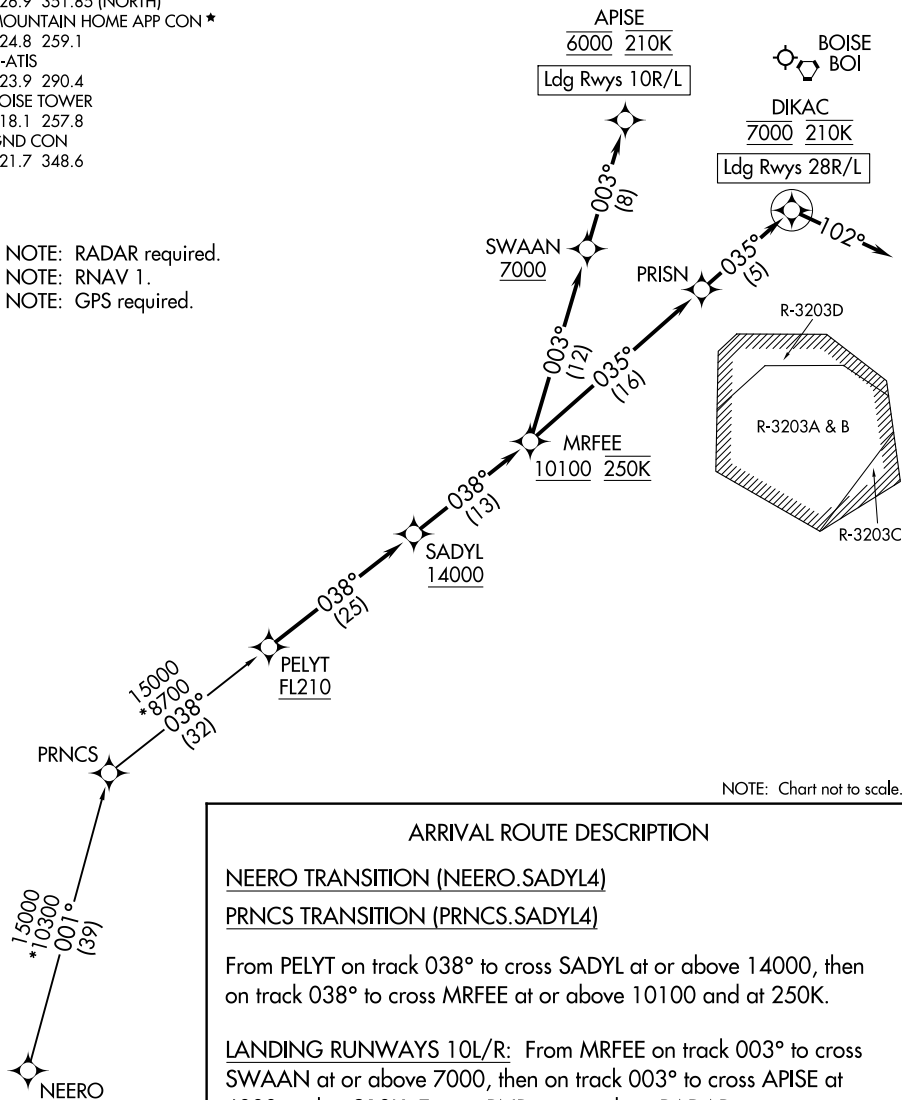 MOUNTAIN HOME APP CON ★
24.8 259.1
-ATIS
23.9 290.4
OISE TOWER
18.1 257.8
GND CON
21.7 348.6
NOTE: RADAR required.
NOTE: RNAV 1.
NOTE: GPS required.
APISE
6000 210K
Ldg Rwys 10R/L
BOISE
BOI
DIKAC
7000 210K
Ldg Rwys 28R/L
003°
(8)
102°
SWAAN
7000
PRISN
035°
(5)
R-3203D
003°
(12)
035°
(16)
R-3203A & B
R-3203C
MRFEE
10100 250K
038°
(13)
SADYL
14000
038°
(25)
PELYT
FL210
15000
*8700
038°
(32)
PRNCS
15000
*10300
001°
(39)
NEERO
NOTE: Chart not to scale.
ARRIVAL ROUTE DESCRIPTION
NEERO TRANSITION (NEERO.SADYL4)
PRNCS TRANSITION (PRNCS.SADYL4)
From PELYT on track 038° to cross SADYL at or above 14000, then
on track 038° to cross MRFEE at or above 10100 and at 250K.
LANDING RUNWAYS 10L/R: From MRFEE on track 003° to cross
SWAAN at or above 7000, then on track 003° to cross APISE at